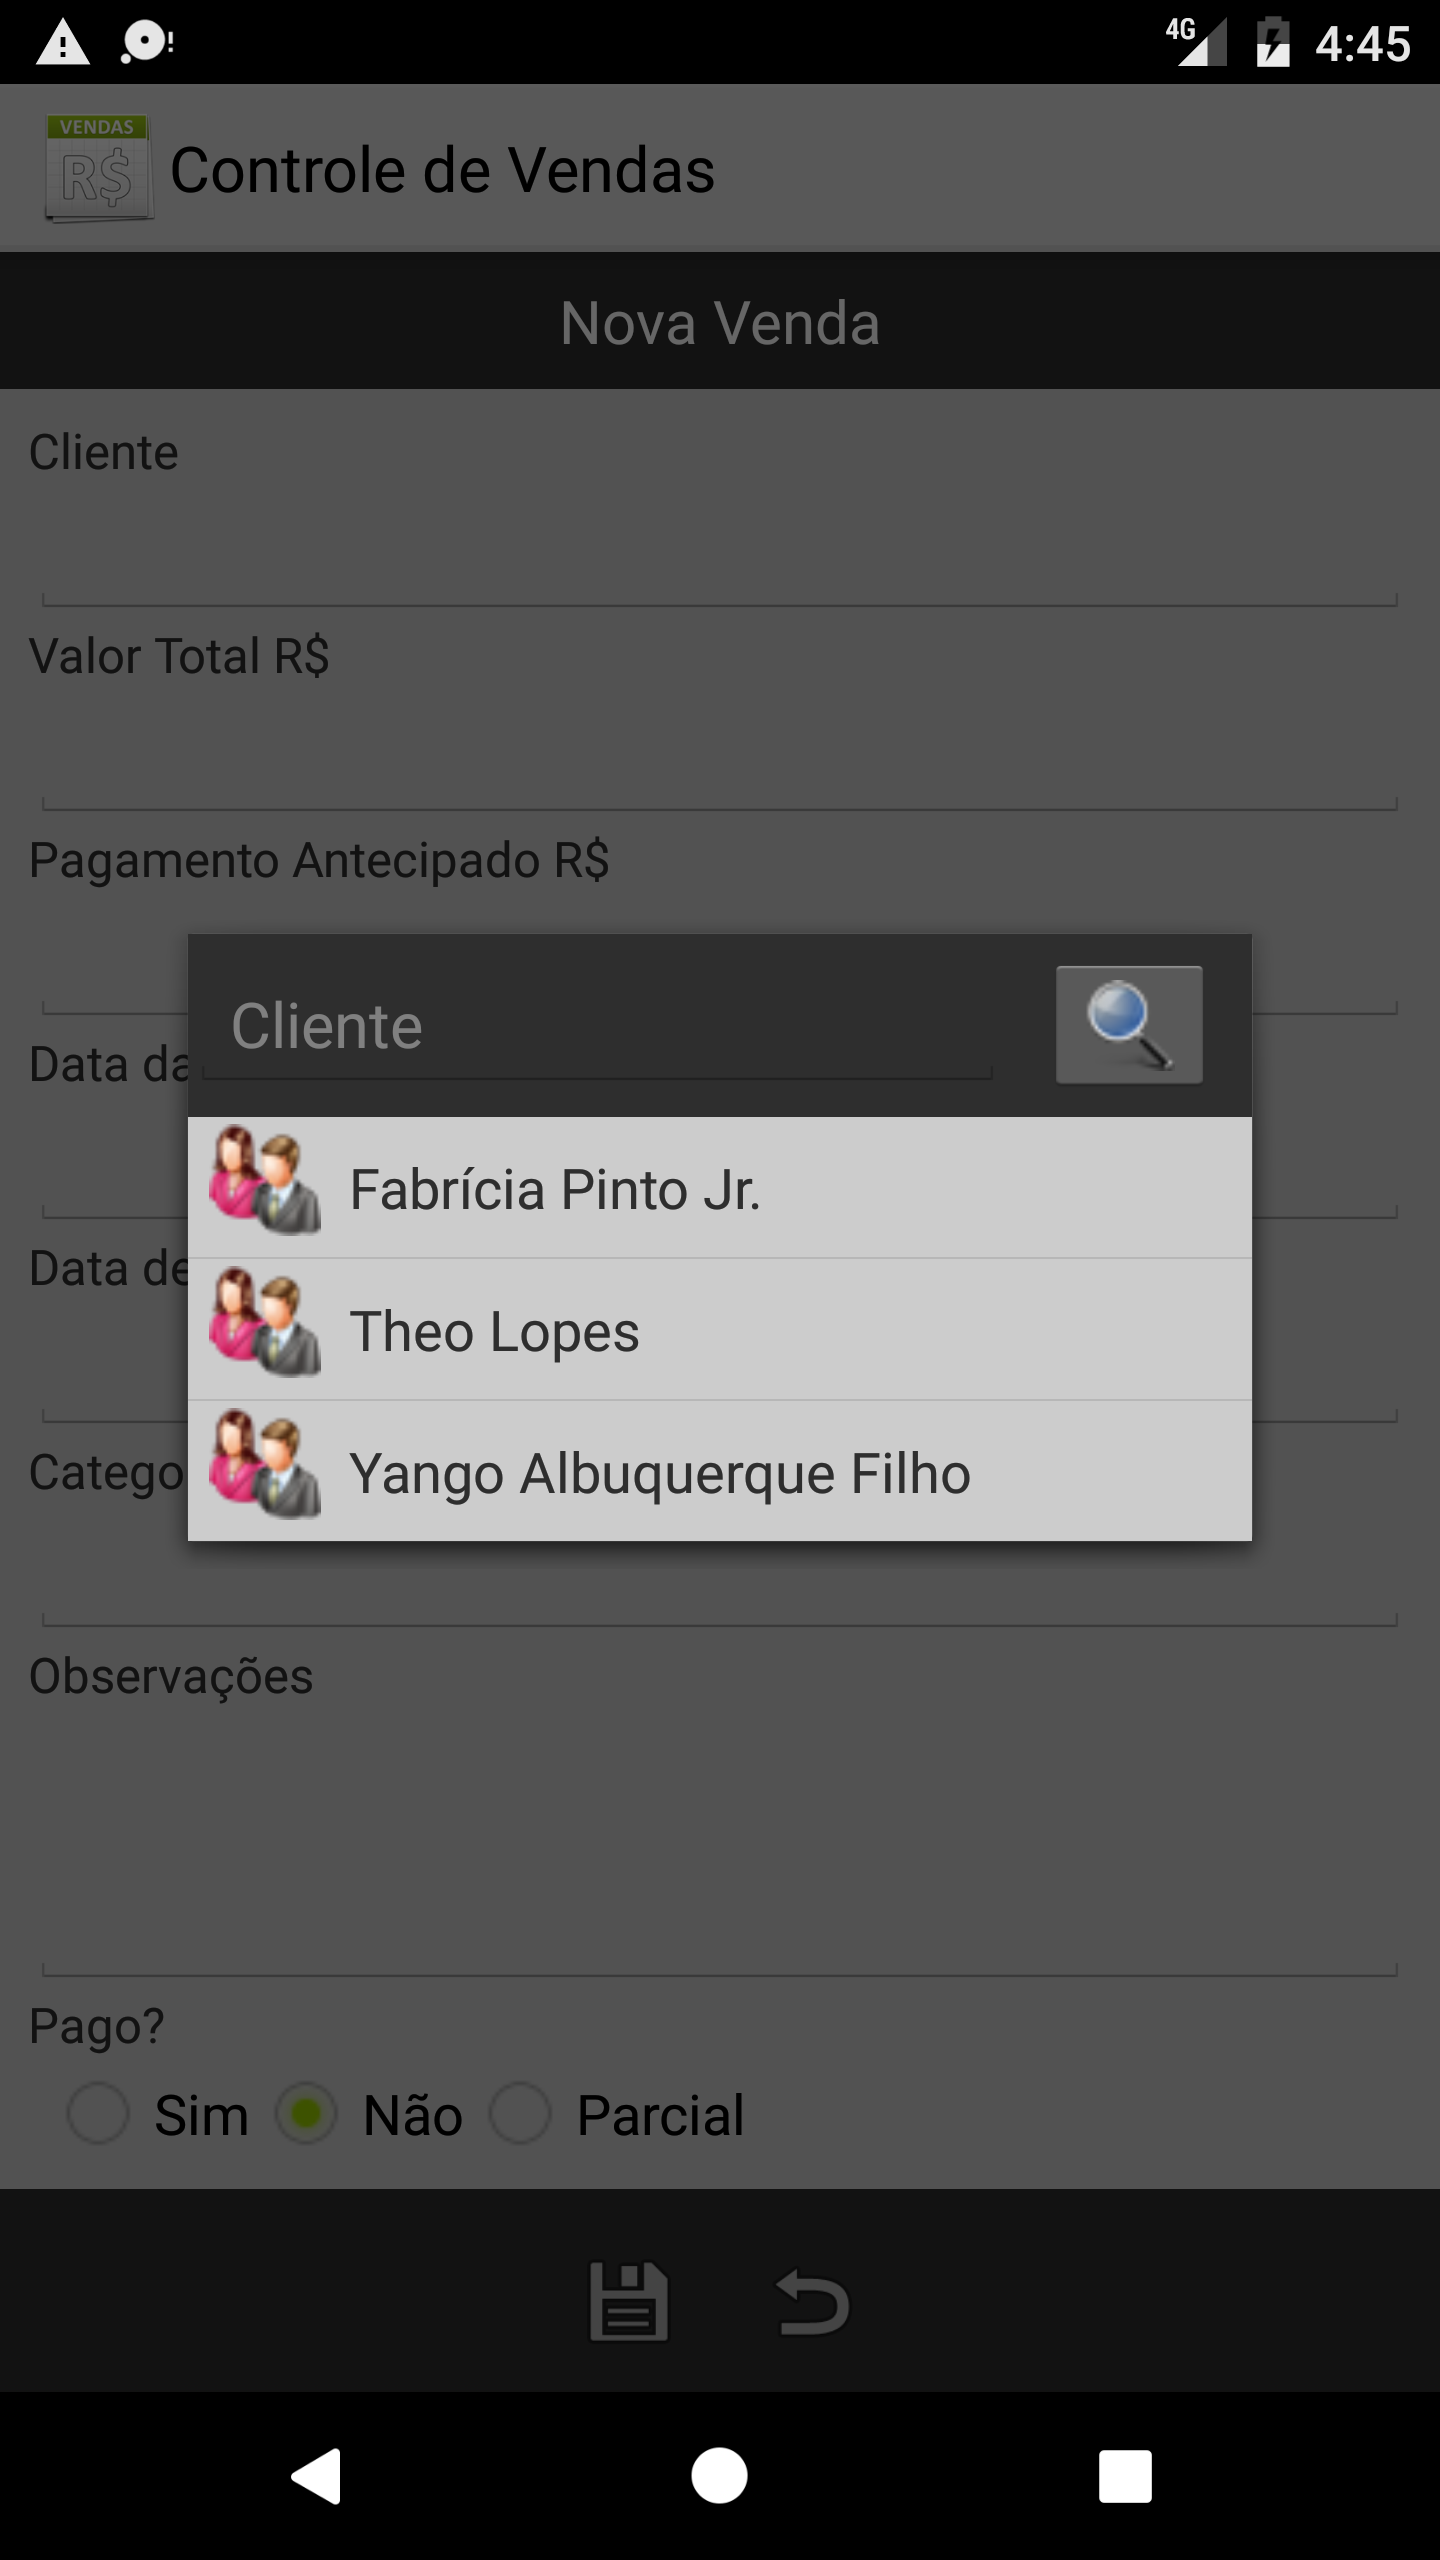 4G 4:45
VENDAS
R$
Controle de Vendas
Nova Venda
Cliente
Valor Total R$
Pagamento Antecipado R$
Cliente
Data da
Fabrícia Pinto Jr.
Data de
Theo Lopes
Catego
Yango Albuquerque Filho
Observações
Pago?
Sim Não Parcial